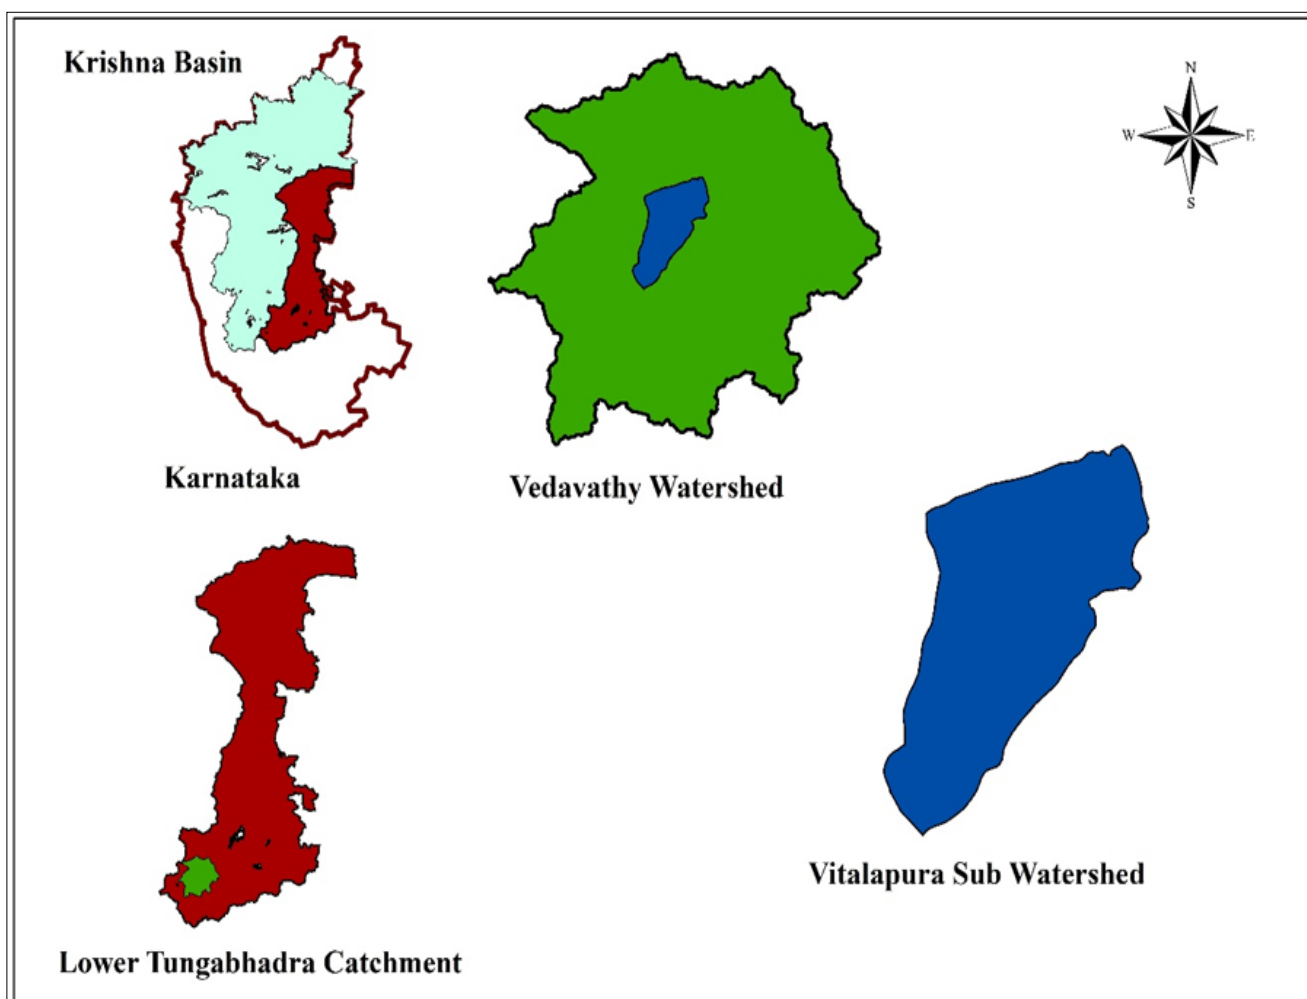 Krishna Basin
N
W E
S
Karnataka
Vedavathy Watershed
Vitalapura Sub Watershed
Lower Tungabhadra Catchment